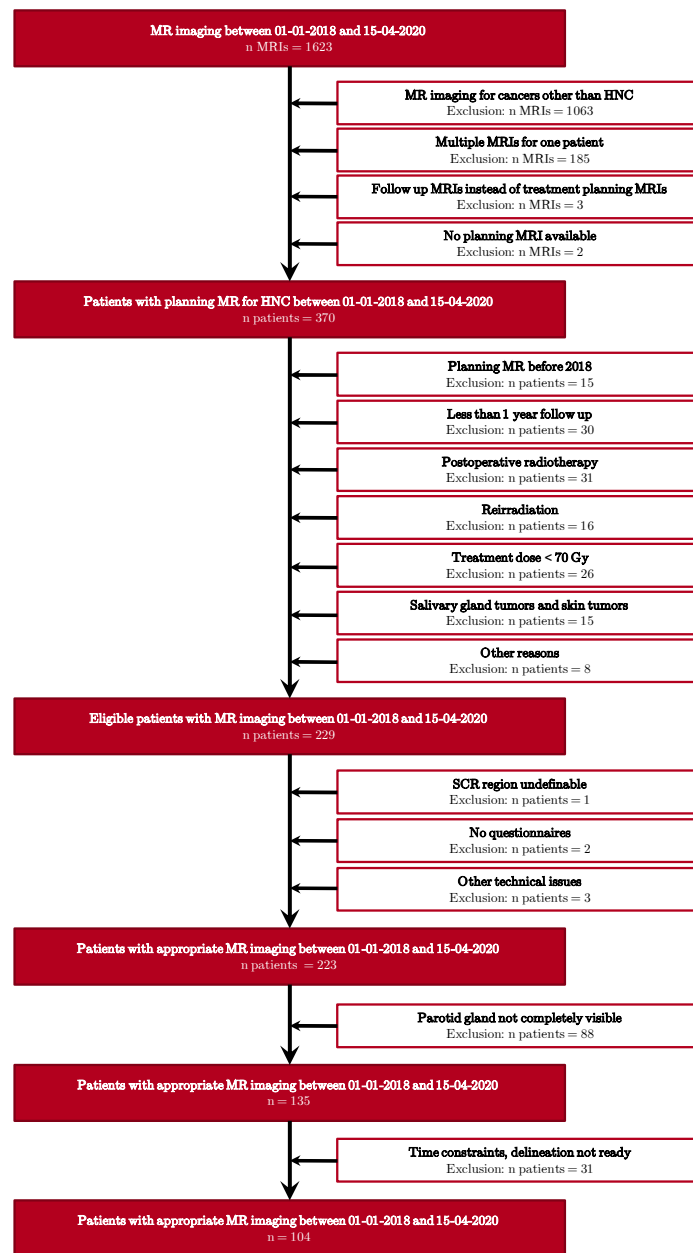 MR imaging between 01-01-2018 and 15-04-2020
n MRIs = 1623
MR imaging for cancers other than HNC
Exclusion: n MRIs = 1063
Multiple MRIs for one patient
Exclusion: n MRIs = 185
Follow up MRIs instead of treatment planning MRIs
Exclusion: n MRIs = 3
No planning MRI available
Exclusion: n MRIs = 2
Patients with planning MR for HNC between 01-01-2018 and 15-04-2020
n patients = 370
Planning MR before 2018
Exclusion: n patients = 15
Less than 1 year follow up
Exclusion: n patients = 30
Postoperative radiotherapy
Exclusion: n patients = 31
Reirradiation
Exclusion: n patients = 16
Treatment dose < 70 Gy
Exclusion: n patients = 26
Salivary gland tumors and skin tumors
Exclusion: n patients = 15
Other reasons
Exclusion: n patients = 8
Eligible patients with MR imaging between 01-01-2018 and 15-04-2020
n patients = 229
SCR region undefinable
Exclusion: n patients = 1
No questionnaires
Exclusion: n patients = 2
Other technical issues
Exclusion: n patients = 3
Patients with appropriate MR imaging between 01-01-2018 and 15-04-2020
n patients = 223
Parotid gland not completely visible
Exclusion: n patients = 88
Patients with appropriate MR imaging between 01-01-2018 and 15-04-2020
n = 135
Time constraints, delineation not ready
Exclusion: n patients = 31
Patients with appropriate MR imaging between 01-01-2018 and 15-04-2020
n = 104